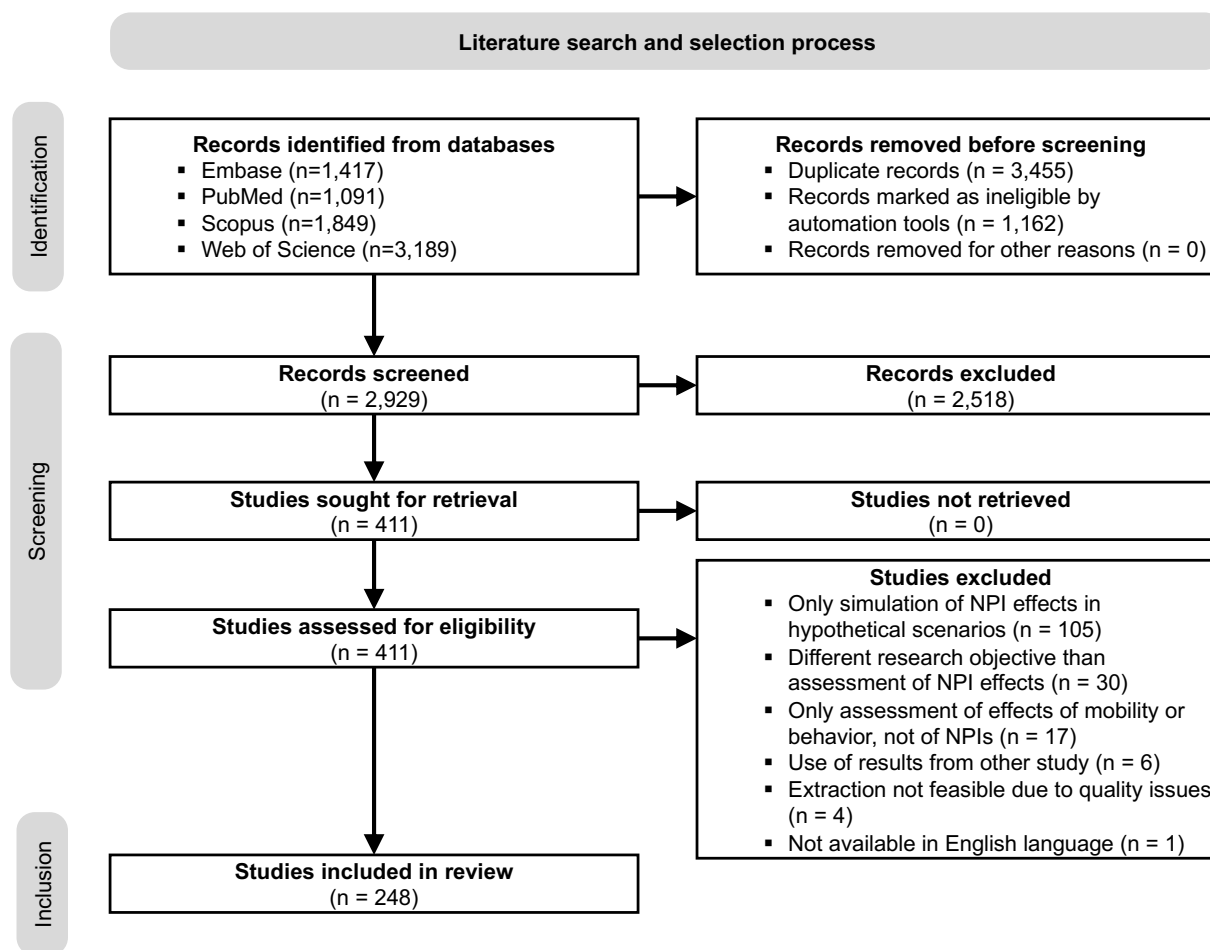 Literature search and selection process
Identification
Records identified from databases
▪ Embase (n=1,417)
▪ PubMed (n=1,091)
▪ Scopus (n=1,849)
▪ Web of Science (n=3,189)
Records removed before screening
▪ Duplicate records (n = 3,455)
▪ Records marked as ineligible by
automation tools (n = 1,162)
▪ Records removed for other reasons (n = 0)
Screening
Records screened
(n = 2,929)
Records excluded
(n = 2,518)
Studies sought for retrieval
(n = 411)
Studies not retrieved
(n = 0)
Studies assessed for eligibility
(n = 411)
Studies excluded
▪ Only simulation of NPI effects in
hypothetical scenarios (n = 105)
▪ Different research objective than
assessment of NPI effects (n = 30)
▪ Only assessment of effects of mobility or
behavior, not of NPIs (n = 17)
▪ Use of results from other study (n = 6)
▪ Extraction not feasible due to quality issues
(n = 4)
▪ Not available in English language (n = 1)
Inclusion
Studies included in review
(n = 248)